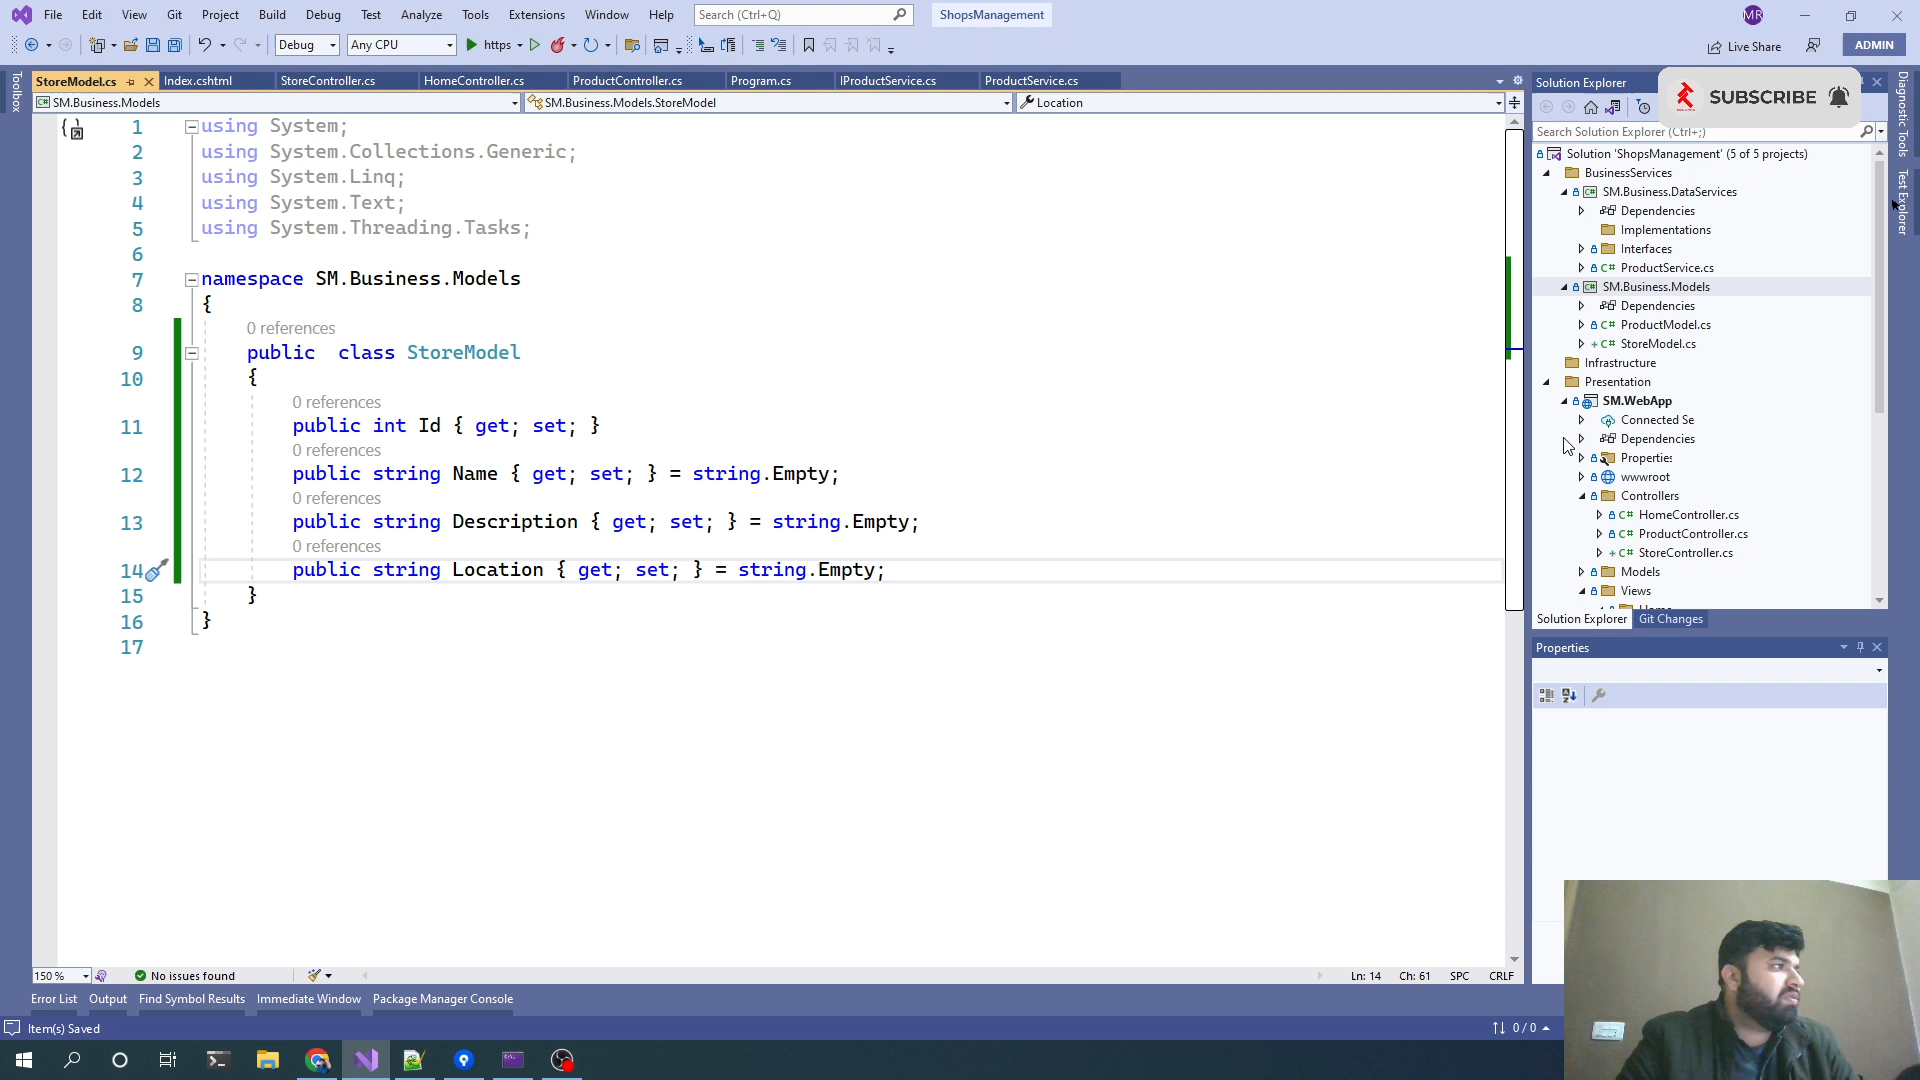 File Edit View Git Project Build Debug Test Analyze Tools Extensions Window Help Search (Ctrl+Q) ShopsManagement MR
Debug Any CPU https Live Share ADMIN
Toolbox
StoreModel.cs Index.cshtml StoreController.cs HomeController.cs ProductController.cs Program.cs IProductService.cs ProductService.cs
SM.Business.Models SM.Business.Models.StoreModel Location
1 using System;
2 using System.Collections.Generic;
3 using System.Linq;
4 using System.Text;
5 using System.Threading.Tasks;
6
7 namespace SM.Business.Models
8 {
0 references
9 public class StoreModel
10 {
0 references
11 public int Id { get; set; }
0 references
12 public string Name { get; set; } = string.Empty;
0 references
13 public string Description { get; set; } = string.Empty;
0 references
14 public string Location { get; set; } = string.Empty;
15 }
16 }
17
150 % No issues found Ln: 14 Ch: 61 SPC CRLF
Error List Output Find Symbol Results Immediate Window Package Manager Console
Item(s) Saved 0 / 0
Solution Explorer
SUBSCRIBE
Search Solution Explorer (Ctrl+;)
Solution 'ShopsManagement' (5 of 5 projects)
BusinessServices
SM.Business.DataServices
Dependencies
Implementations
Interfaces
C# ProductService.cs
SM.Business.Models
Dependencies
C# ProductModel.cs
C# StoreModel.cs
Infrastructure
Presentation
SM.WebApp
Connected Se
Dependencies
Properties
wwwroot
Controllers
C# HomeController.cs
C# ProductController.cs
C# StoreController.cs
Models
Views
Solution Explorer Git Changes
Properties
Diagnostic Tools
Test Explorer